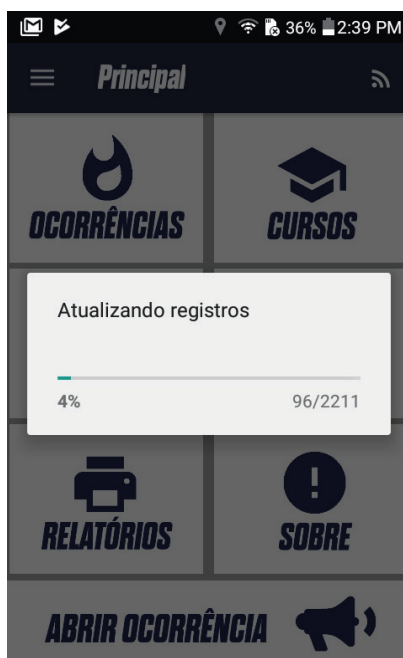 36% 2:39 PM
Principal
OCORRÊNCIAS
CURSOS
Atualizando registros
4% 96/2211
RELATÓRIOS
SOBRE
ABRIR OCORRÊNCIA